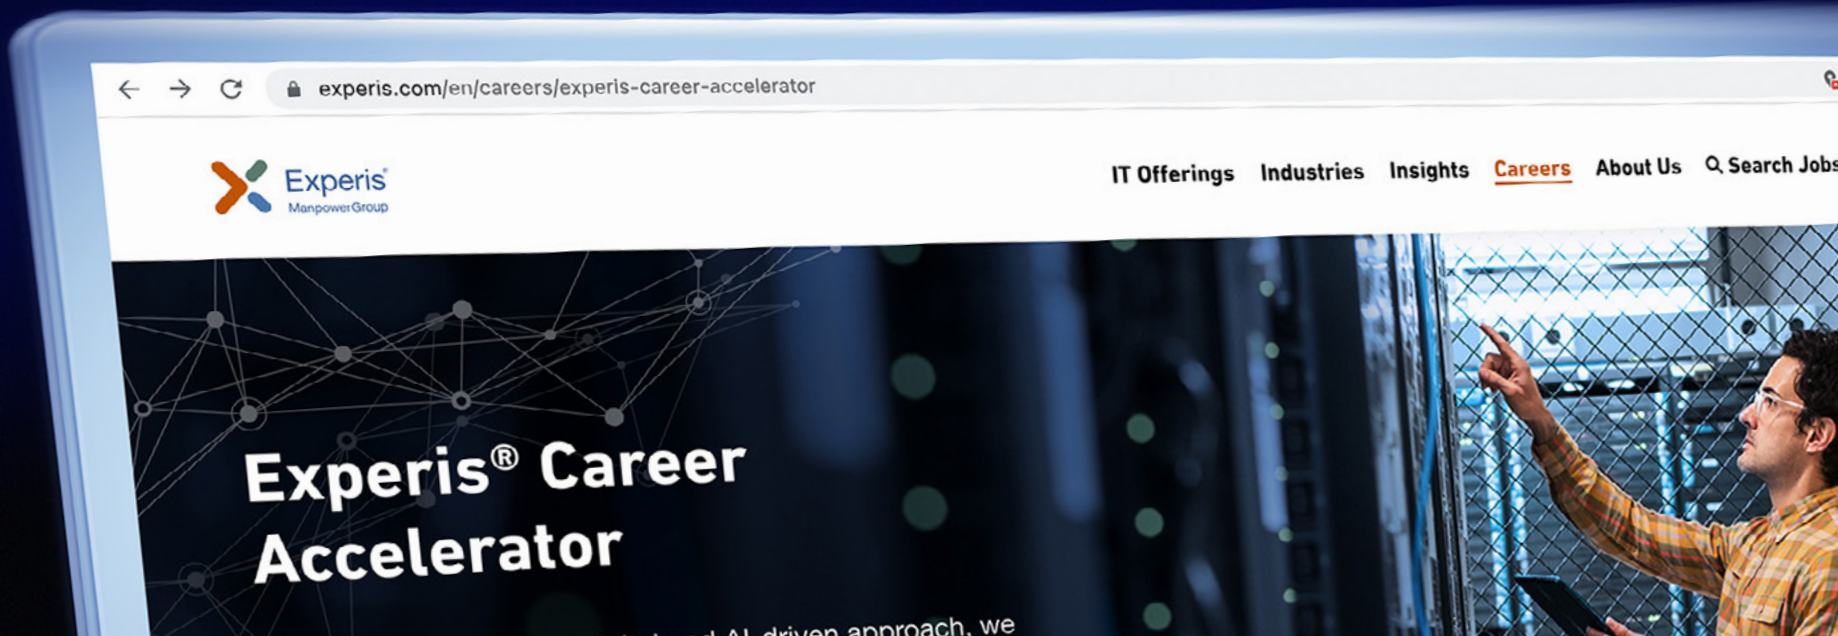 experis.com/en/careers/experis-career-accelerator
Experis®
ManpowerGroup
IT Offerings Industries Insights Careers About Us Search Jobs
Experis® Career
Accelerator
AI-driven approach, we